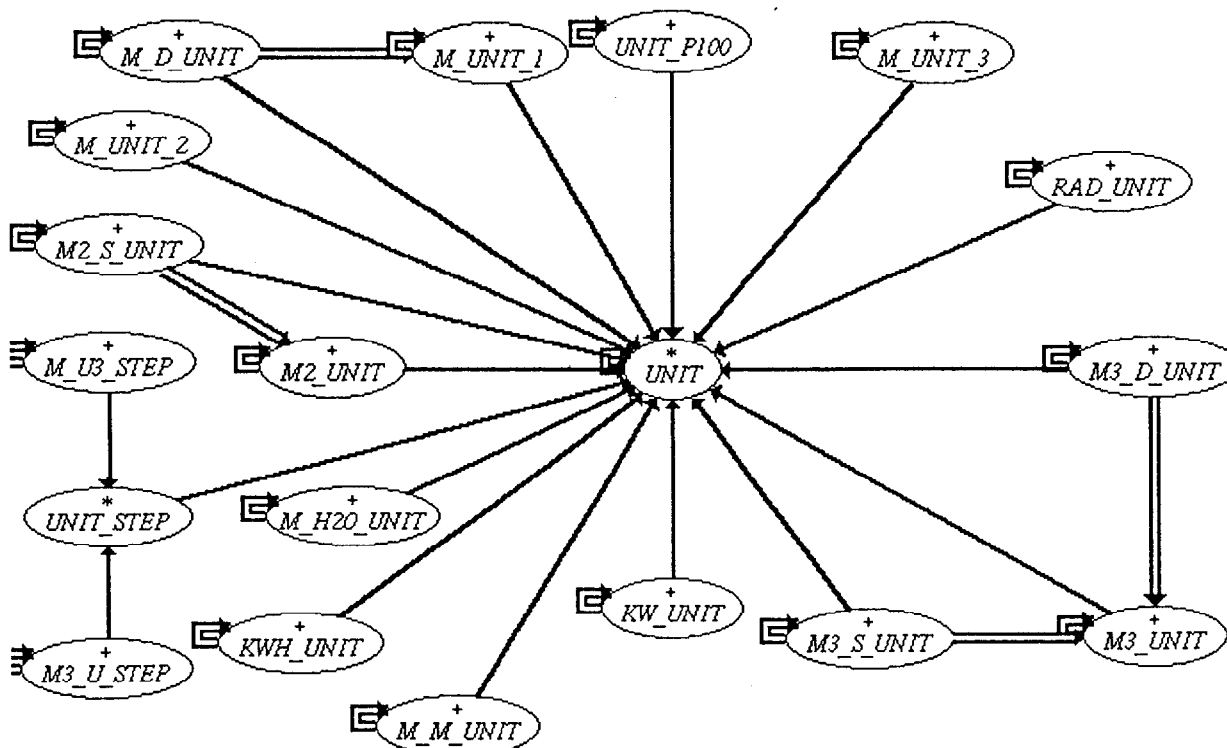 +
M_D_UNIT
+
M_UNIT_1
+
UNIT_P100
+
M_UNIT_3
+
M_UNIT_2
+
RAD_UNIT
+
M2_S_UNIT
+
M_U3_STEP
+
M2_UNIT
*
UNIT
+
M3_D_UNIT
*
UNIT_STEP
+
M_H2O_UNIT
+
KWH_UNIT
+
KW_UNIT
+
M3_S_UNIT
+
M3_UNIT
+
M3_U_STEP
+
M_M_UNIT